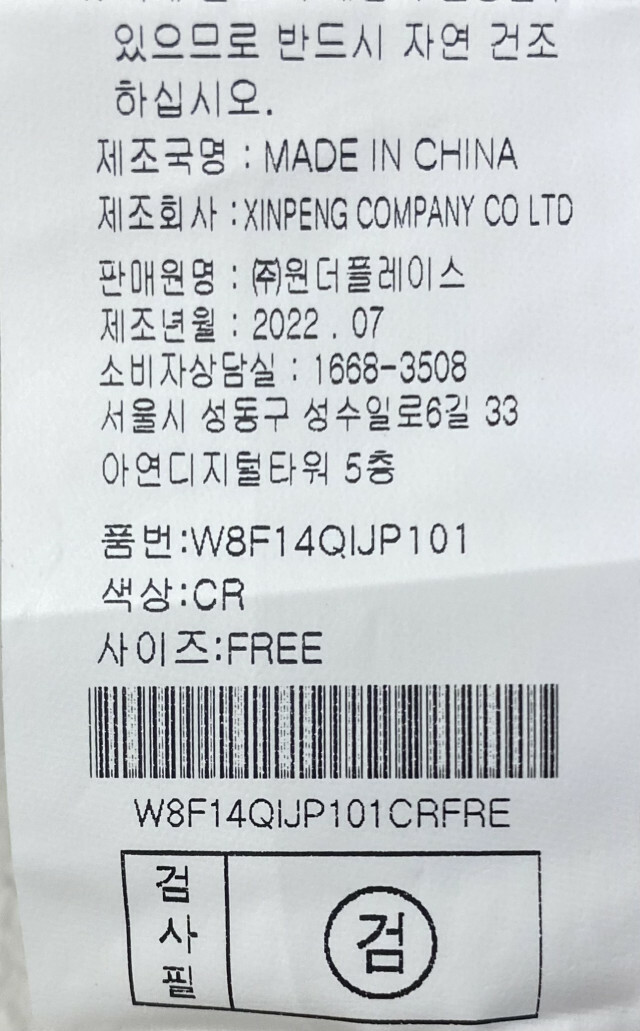 있으므로 반드시 자연 건조
하십시오.
제조국명 : MADE IN CHINA
제조회사 : XINPENG COMPANY CO LTD
판매원명 : ㈜원더플레이스
제조년월 : 2022 . 07
소비자상담실 : 1668-3508
서울시 성동구 성수일로6길 33
아연디지털타워 5층
품번:W8F14QIJP101
색상:CR
사이즈:FREE
W8F14QIJP101CRFRE
검사필
검